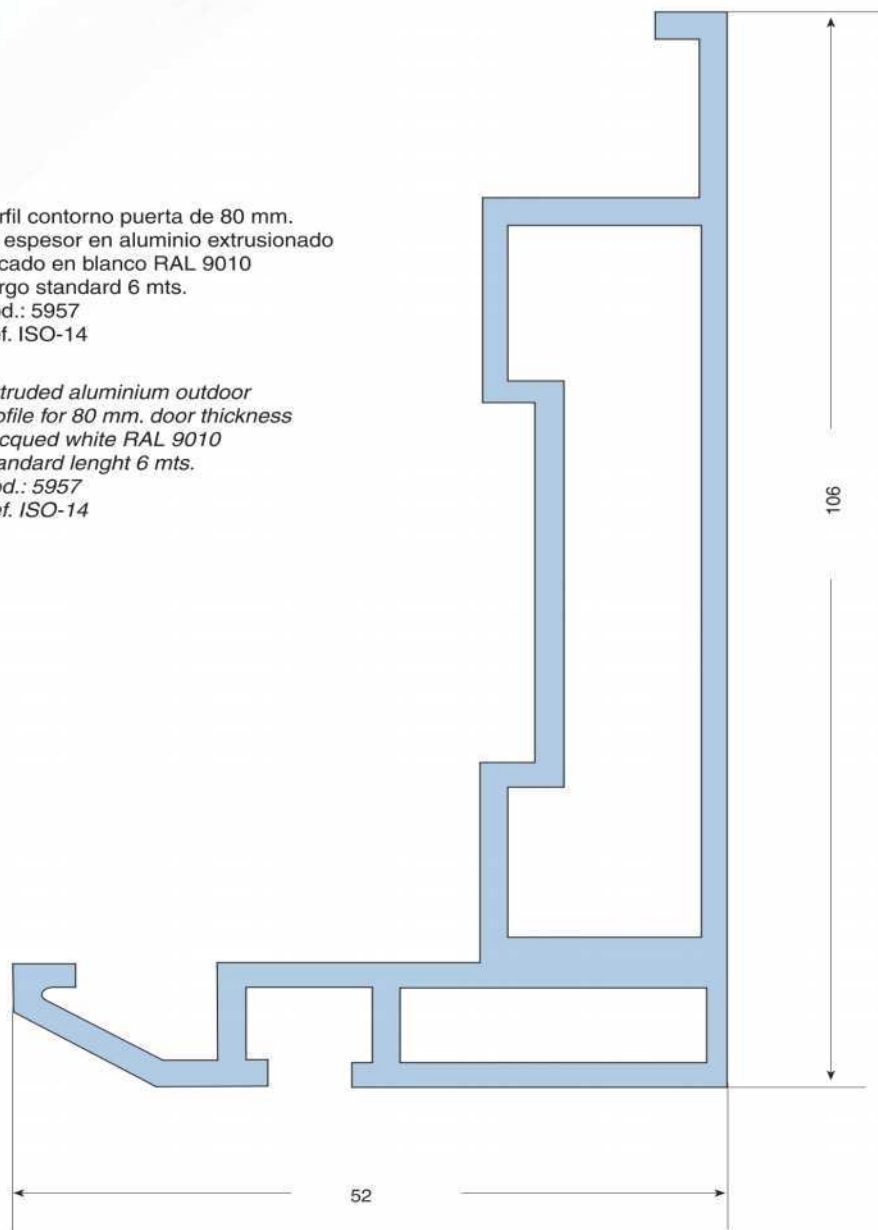 rfil contorno puerta de 80 mm.
espesor en aluminio extrusionado
cado en blanco RAL 9010
rgo standard 6 mts.
d.: 5957
f. ISO-14
truded aluminium outdoor
ofile for 80 mm. door thickness
cqued white RAL 9010
andard lenght 6 mts.
d.: 5957
f. ISO-14
106
52